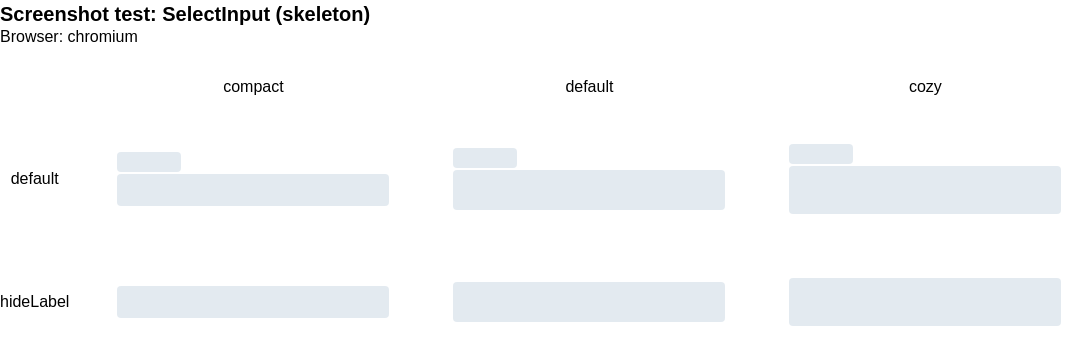 Screenshot test: SelectInput (skeleton)
Browser: chromium
compact default cozy
default
hideLabel